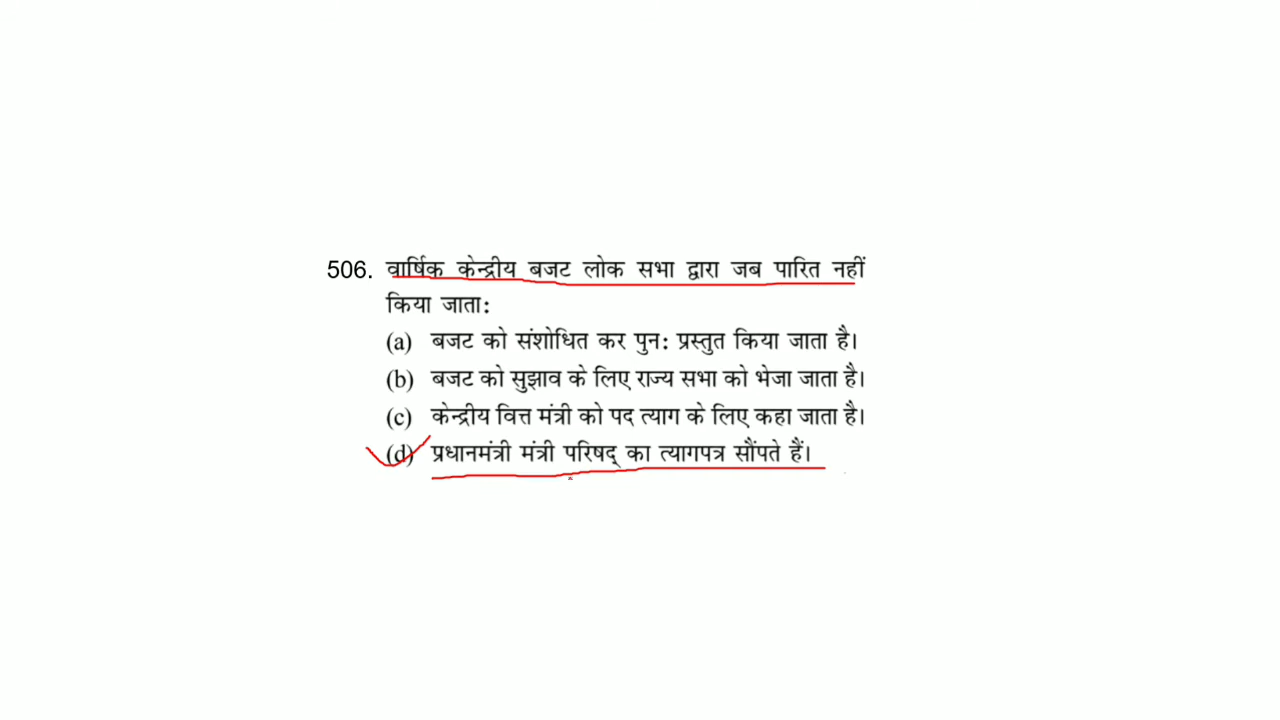 506. वार्षिक केन्द्रीय बजट लोक सभा द्वारा जब पारित नहीं
किया जाता:
(a) बजट को संशोधित कर पुन: प्रस्तुत किया जाता है।
(b) बजट को सुझाव के लिए राज्य सभा को भेजा जाता है।
(c) केन्द्रीय वित्त मंत्री को पद त्याग के लिए कहा जाता है।
(d) प्रधानमंत्री मंत्री परिषद् का त्यागपत्र सौंपते हैं।